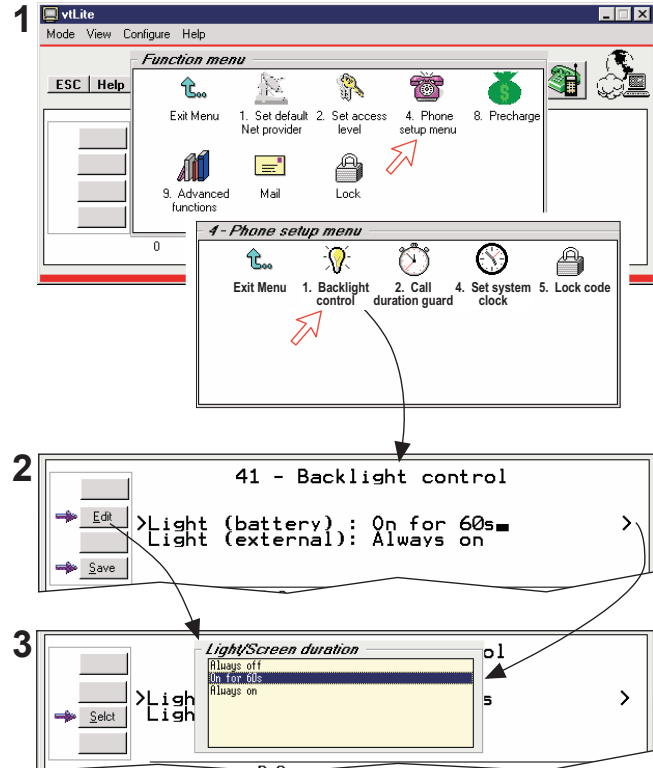 1
vtLite
Mode View Configure Help
Function menu
ESC Help
Exit Menu
1. Set default Net provider
2. Set access level
4. Phone setup menu
8. Precharge
$
9. Advanced functions
Mail
Lock
0
4 - Phone setup menu
Exit Menu
1. Backlight control
2. Call duration guard
4. Set system clock
5. Lock code
2
41 - Backlight control
Edit
>Light (battery) : On for 60s >
Light (external): Always on
Save
3
Light/Screen duration
ol
Always off
On for 60s
Always on
>Ligh s >
Selct
Ligh